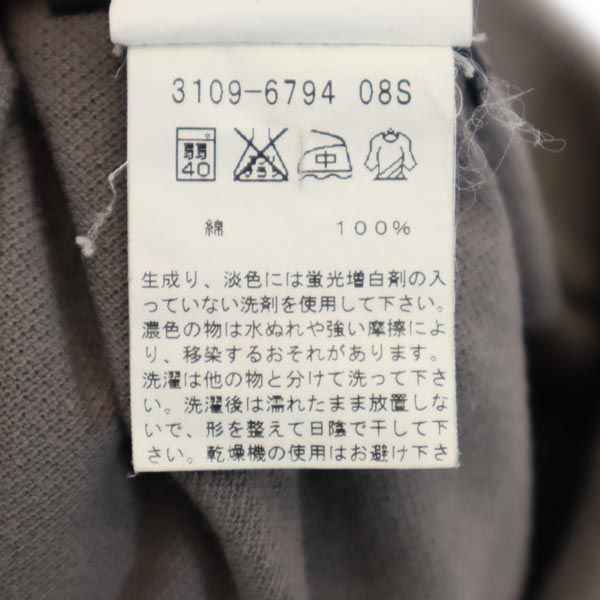 3109-6794 08S
弱 中
40 エンソ サラシ
綿 100%
生成り、淡色には蛍光増白剤の入
っていない洗剤を使用して下さい。
濃色の物は水ぬれや強い摩擦によ
り、移染するおそれがあります。
洗濯は他の物と分けて洗って下さ
い。洗濯後は濡れたまま放置しな
いで、形を整えて日陰で干して下
さい。乾燥機の使用はお避け下さ